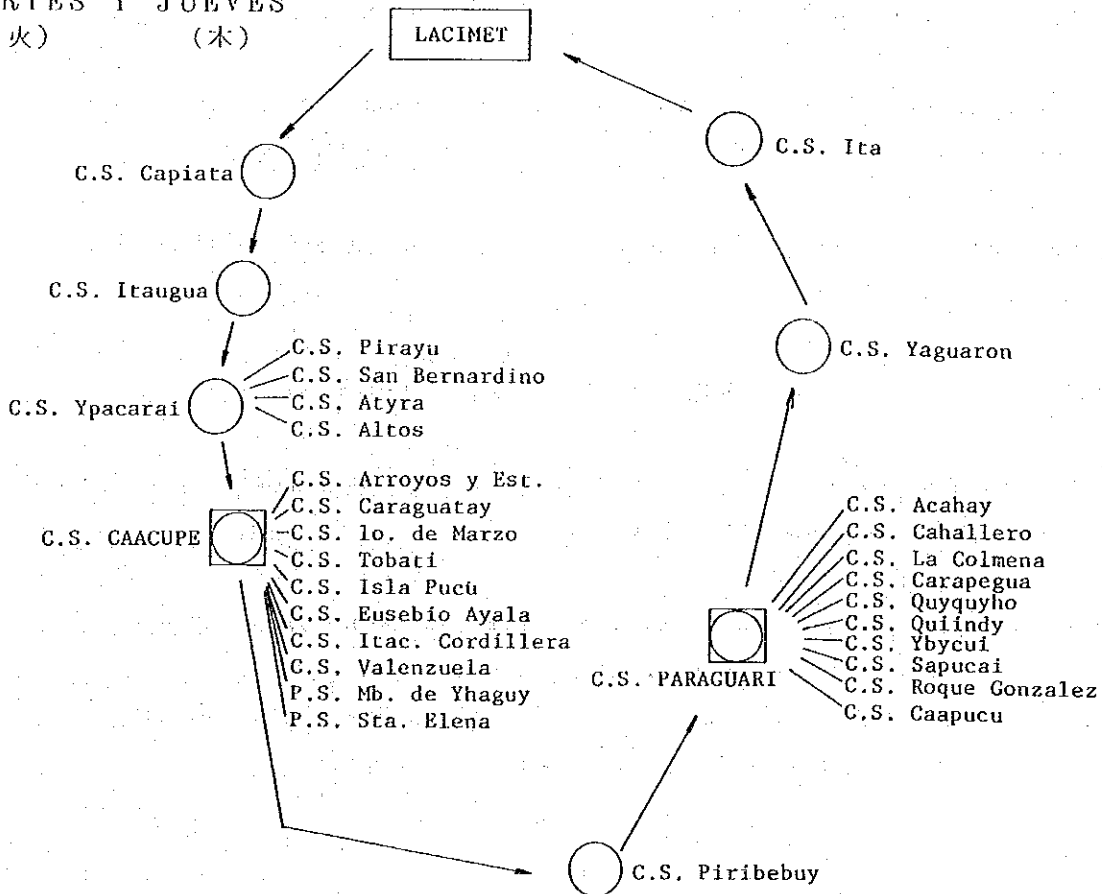 RTES Y JUEVES
火) (木)
LACIMET
C.S. Ita
C.S. Capiata
C.S. Itaugua
C.S. Yaguaron
C.S. Ypacarai
C.S. Pirayu
C.S. San Bernardino
C.S. Atyra
C.S. Altos
C.S. CAACUPE
C.S. Arroyos y Est.
C.S. Caraguatay
C.S. 1o. de Marzo
C.S. Tobati
C.S. Isla Pucu
C.S. Eusebio Ayala
C.S. Itac. Cordillera
C.S. Valenzuela
P.S. Mb. de Yhaguy
P.S. Sta. Elena
C.S. PARAGUARI
C.S. Acahay
C.S. Cahallero
C.S. La Colmena
C.S. Carapegua
C.S. Quyquyho
C.S. Quiindy
C.S. Ybycui
C.S. Sapucai
C.S. Roque Gonzalez
C.S. Caapucu
C.S. Piribebuy